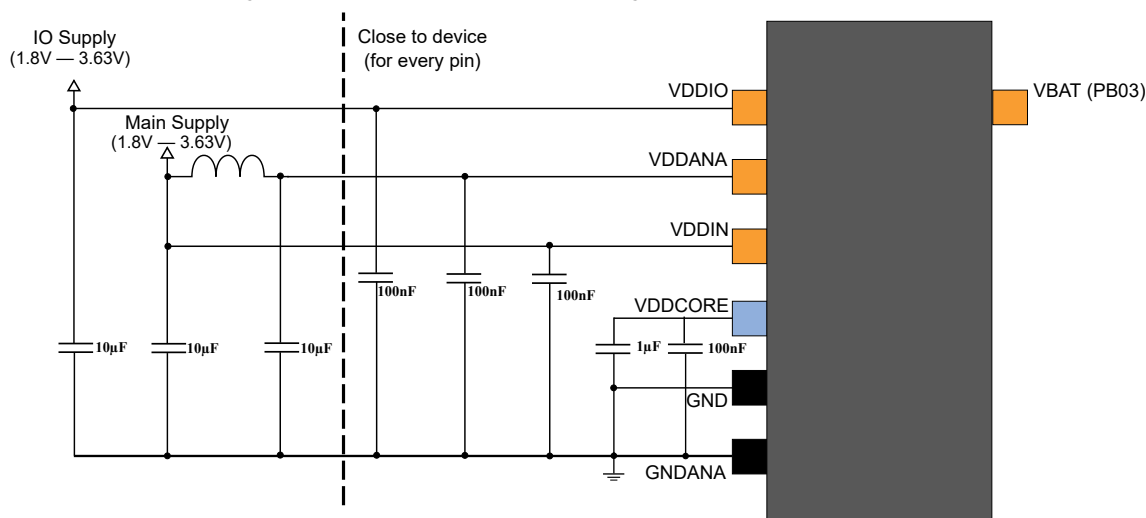 IO Supply
(1.8V — 3.63V)
Close to device
(for every pin)
VDDIO
VBAT (PB03)
Main Supply
(1.8V — 3.63V)
VDDANA
VDDIN
100nF
100nF
100nF
VDDCORE
10µF
10µF
10µF
1µF
100nF
GND
GNDANA